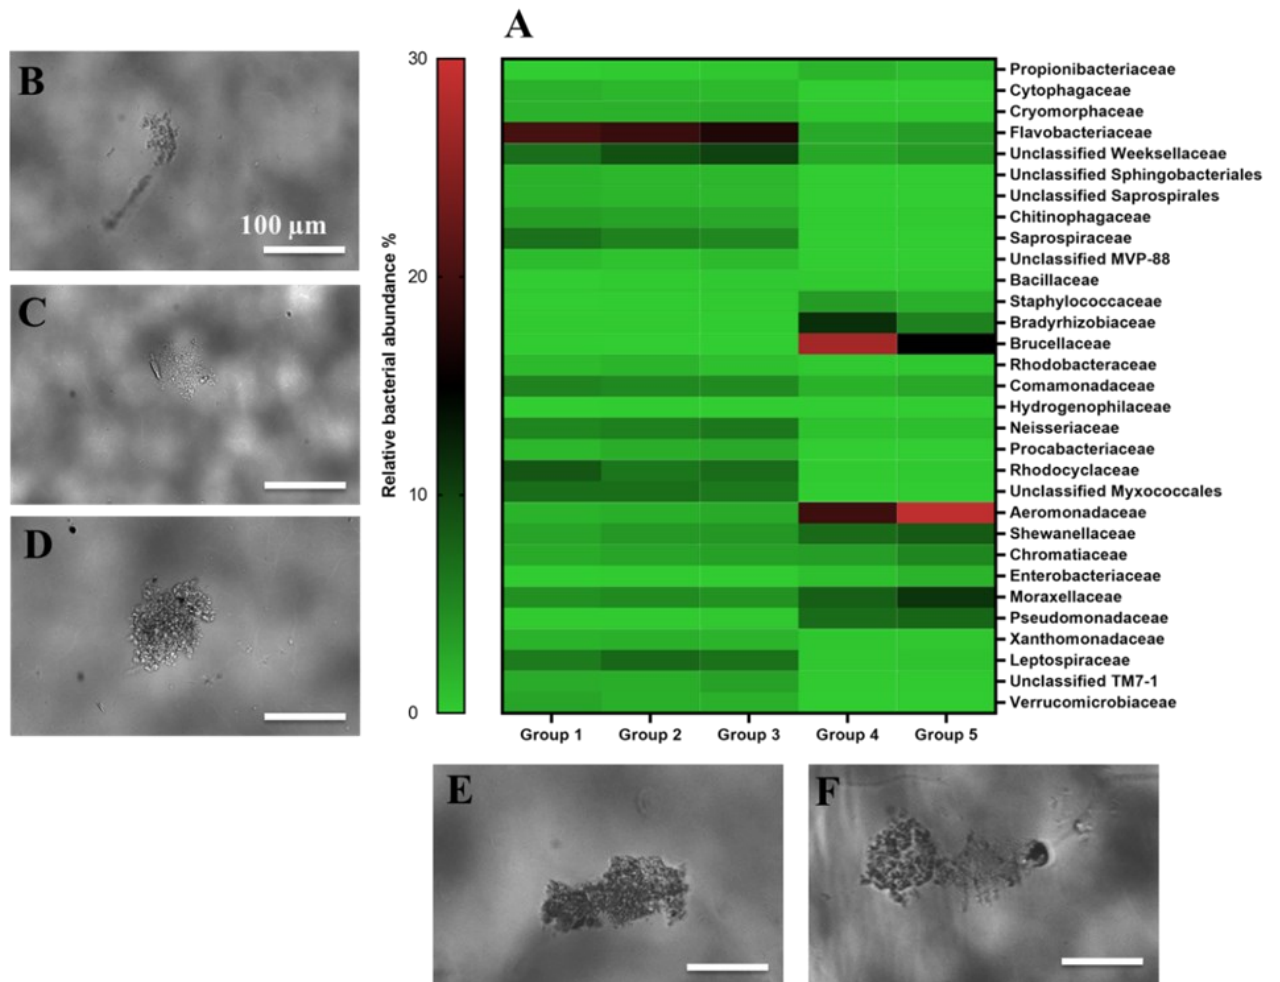 A
B
100 µm
C
D
30
20
10
0
Relative bacterial abundance %
Propionibacteriaceae
Cytophagaceae
Cryomorphaceae
Flavobacteriaceae
Unclassified Weeksellaceae
Unclassified Sphingobacteriales
Unclassified Saprospirales
Chitinophagaceae
Saprospiraceae
Unclassified MVP-88
Bacillaceae
Staphylococcaceae
Bradyrhizobiaceae
Brucellaceae
Rhodobacteraceae
Comamonadaceae
Hydrogenophilaceae
Neisseriaceae
Procabacteriaceae
Rhodocyclaceae
Unclassified Myxococcales
Aeromonadaceae
Shewanellaceae
Chromatiaceae
Enterobacteriaceae
Moraxellaceae
Pseudomonadaceae
Xanthomonadaceae
Leptospiraceae
Unclassified TM7-1
Verrucomicrobiaceae
Group 1 Group 2 Group 3 Group 4 Group 5
E
F